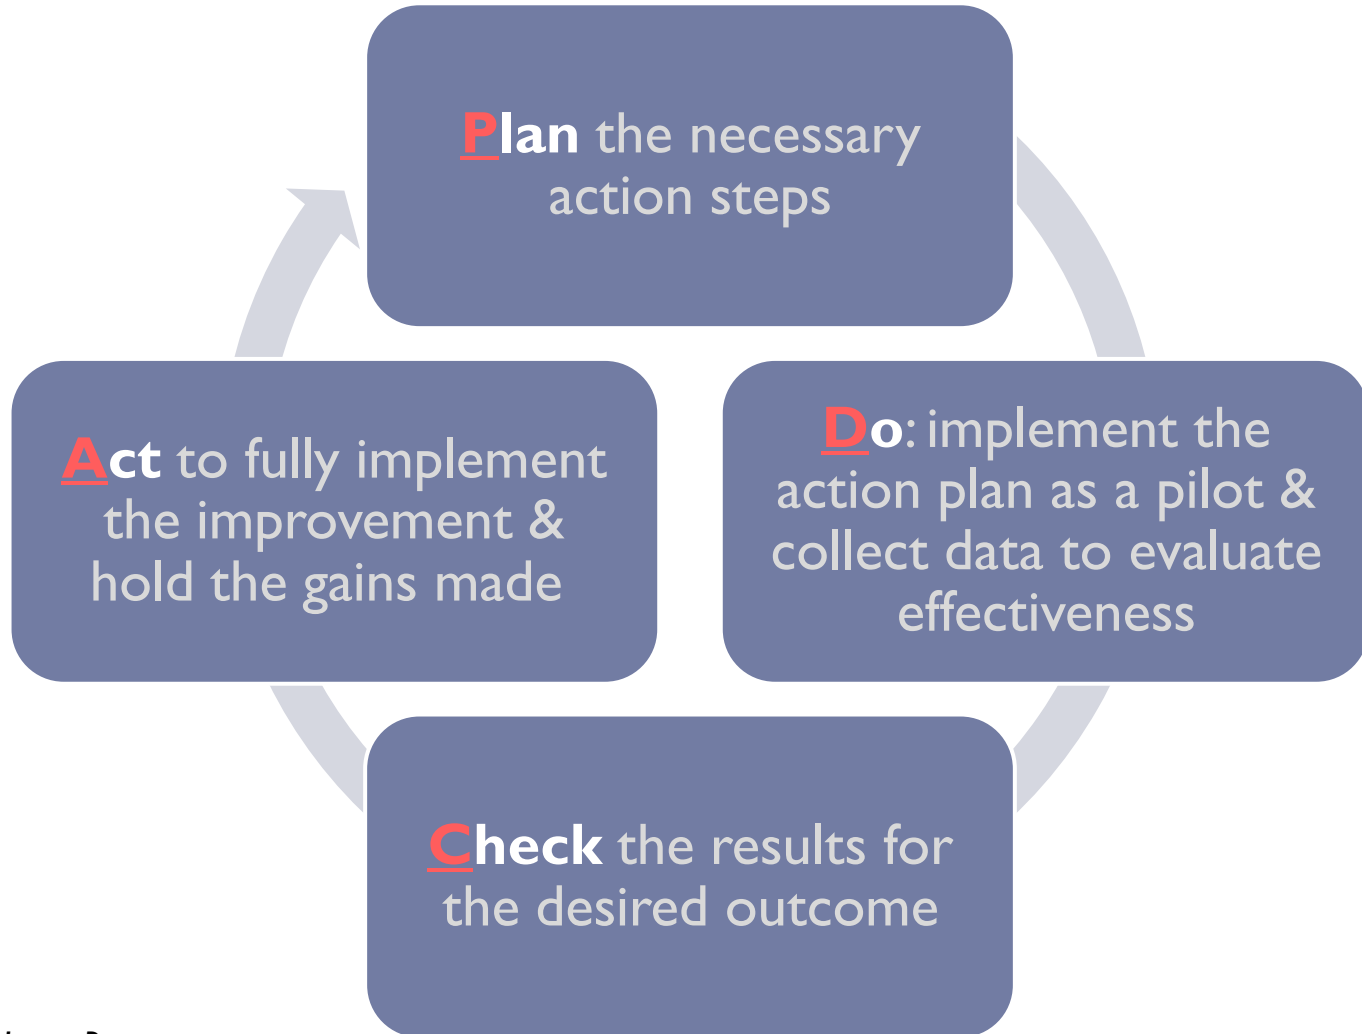 Plan the necessary
action steps
Do: implement the
action plan as a pilot &
collect data to evaluate
effectiveness
Check the results for
the desired outcome
Act to fully implement
the improvement &
hold the gains made